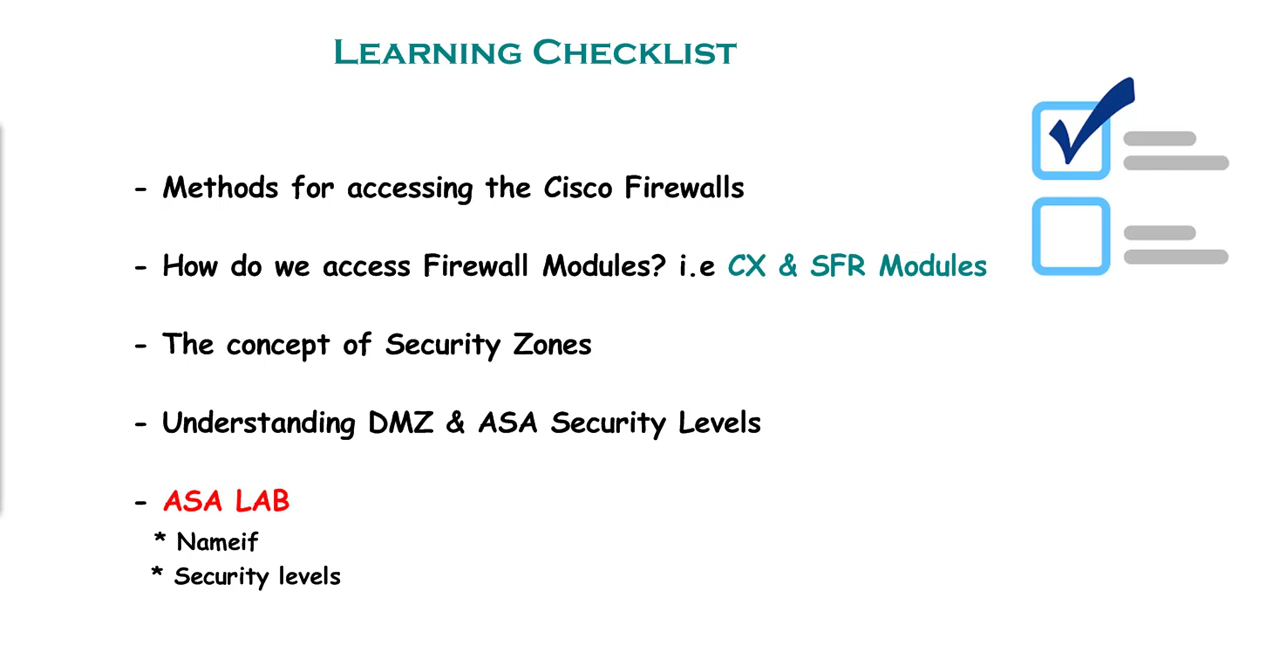 LEARNING CHECKLIST
- Methods for accessing the Cisco Firewalls
- How do we access Firewall Modules? i.e CX & SFR Modules
- The concept of Security Zones
- Understanding DMZ & ASA Security Levels
- ASA LAB
* Nameif
* Security levels